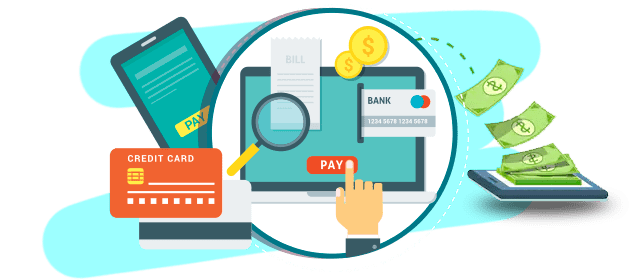 BILL
BANK
1234 5678 1234 5678
PAY
CREDIT CARD
PAY
$
$